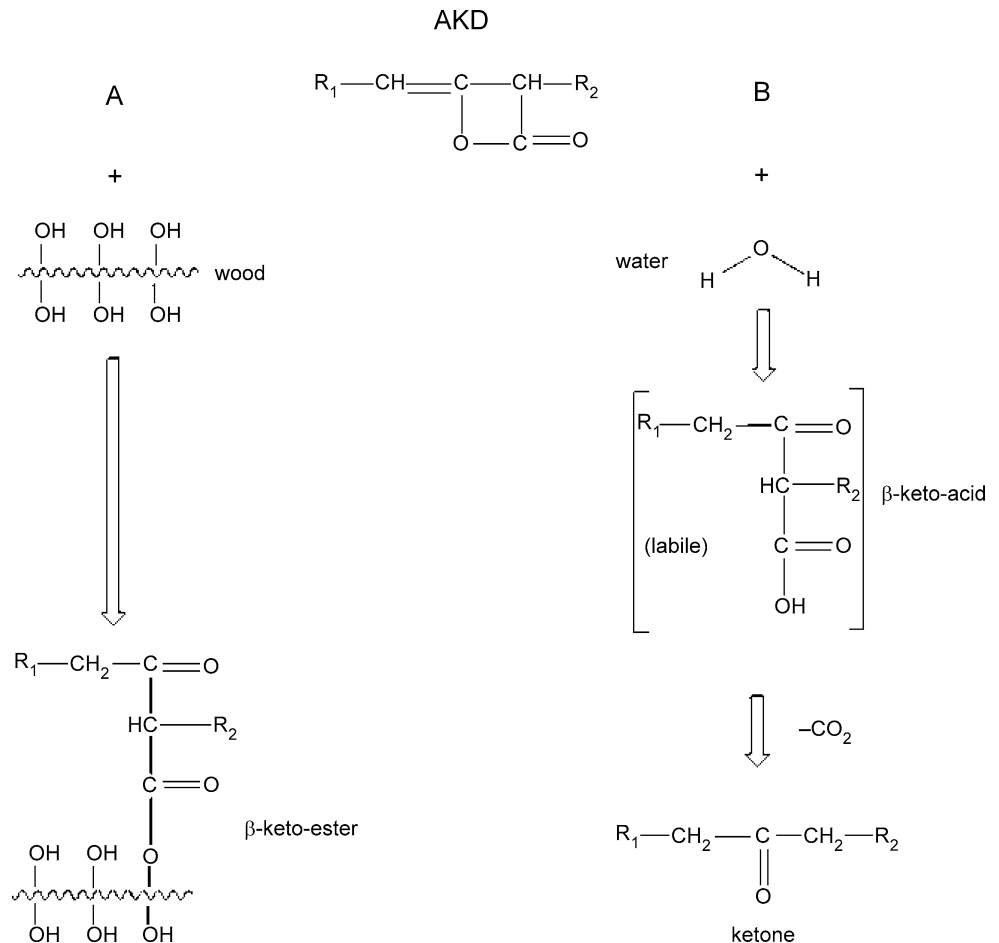 AKD
R1 CH C CH R2
O C O
A
+
OH OH OH
wood
OH OH OH
R1 CH2 C O
HC R2
C O
β-keto-ester
OH OH O
OH OH OH
B
+
water
O
H H
R1 CH2 C O
HC R2
β-keto-acid
(labile) C O
OH
–CO2
R1 CH2 C CH2 R2
O
ketone